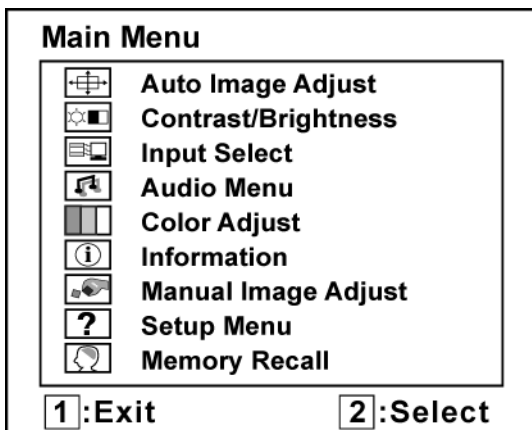 Main Menu
Auto Image Adjust
Contrast/Brightness
Input Select
Audio Menu
Color Adjust
i Information
Manual Image Adjust
? Setup Menu
Memory Recall
1:Exit 2:Select